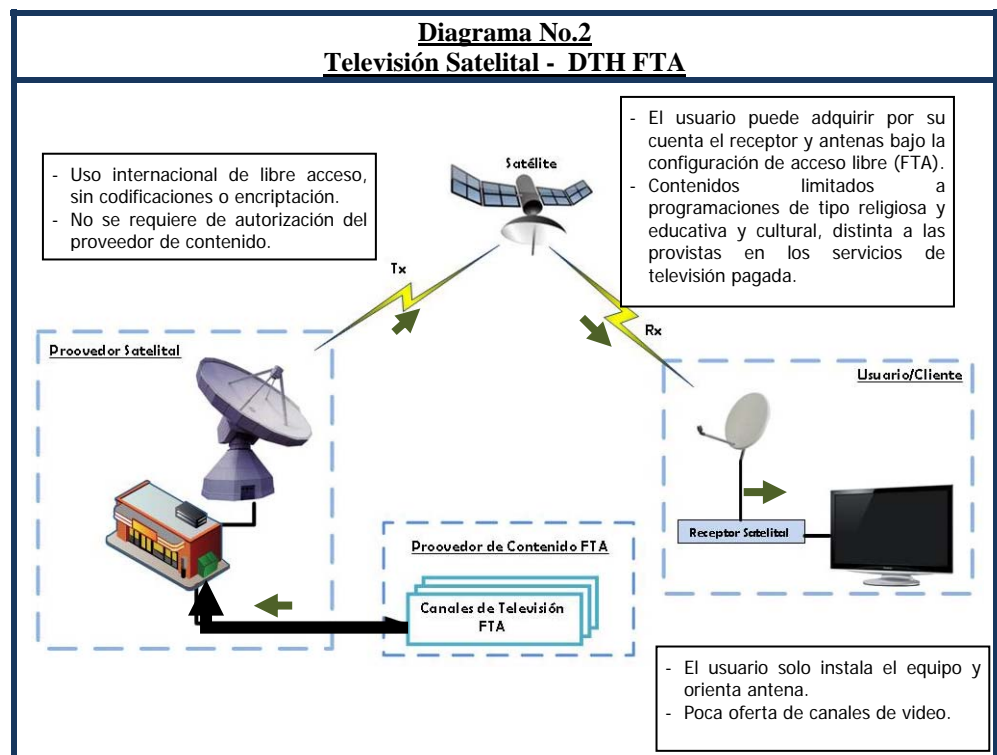 Diagrama No.2
Televisión Satelital - DTH FTA
- Uso internacional de libre acceso,
sin codificaciones o encriptación.
- No se requiere de autorización del
proveedor de contenido.
Satélite
- El usuario puede adquirir por su
cuenta el receptor y antenas bajo la
configuración de acceso libre (FTA).
- Contenidos limitados a
programaciones de tipo religiosa y
educativa y cultural, distinta a las
provistas en los servicios de
televisión pagada.
Tx
Rx
Proovedor Satelital
Usuario/Cliente
Receptor Satelital
Proovedor de Contenido FTA
Canales de Televisión
FTA
- El usuario solo instala el equipo y
orienta antena.
- Poca oferta de canales de video.